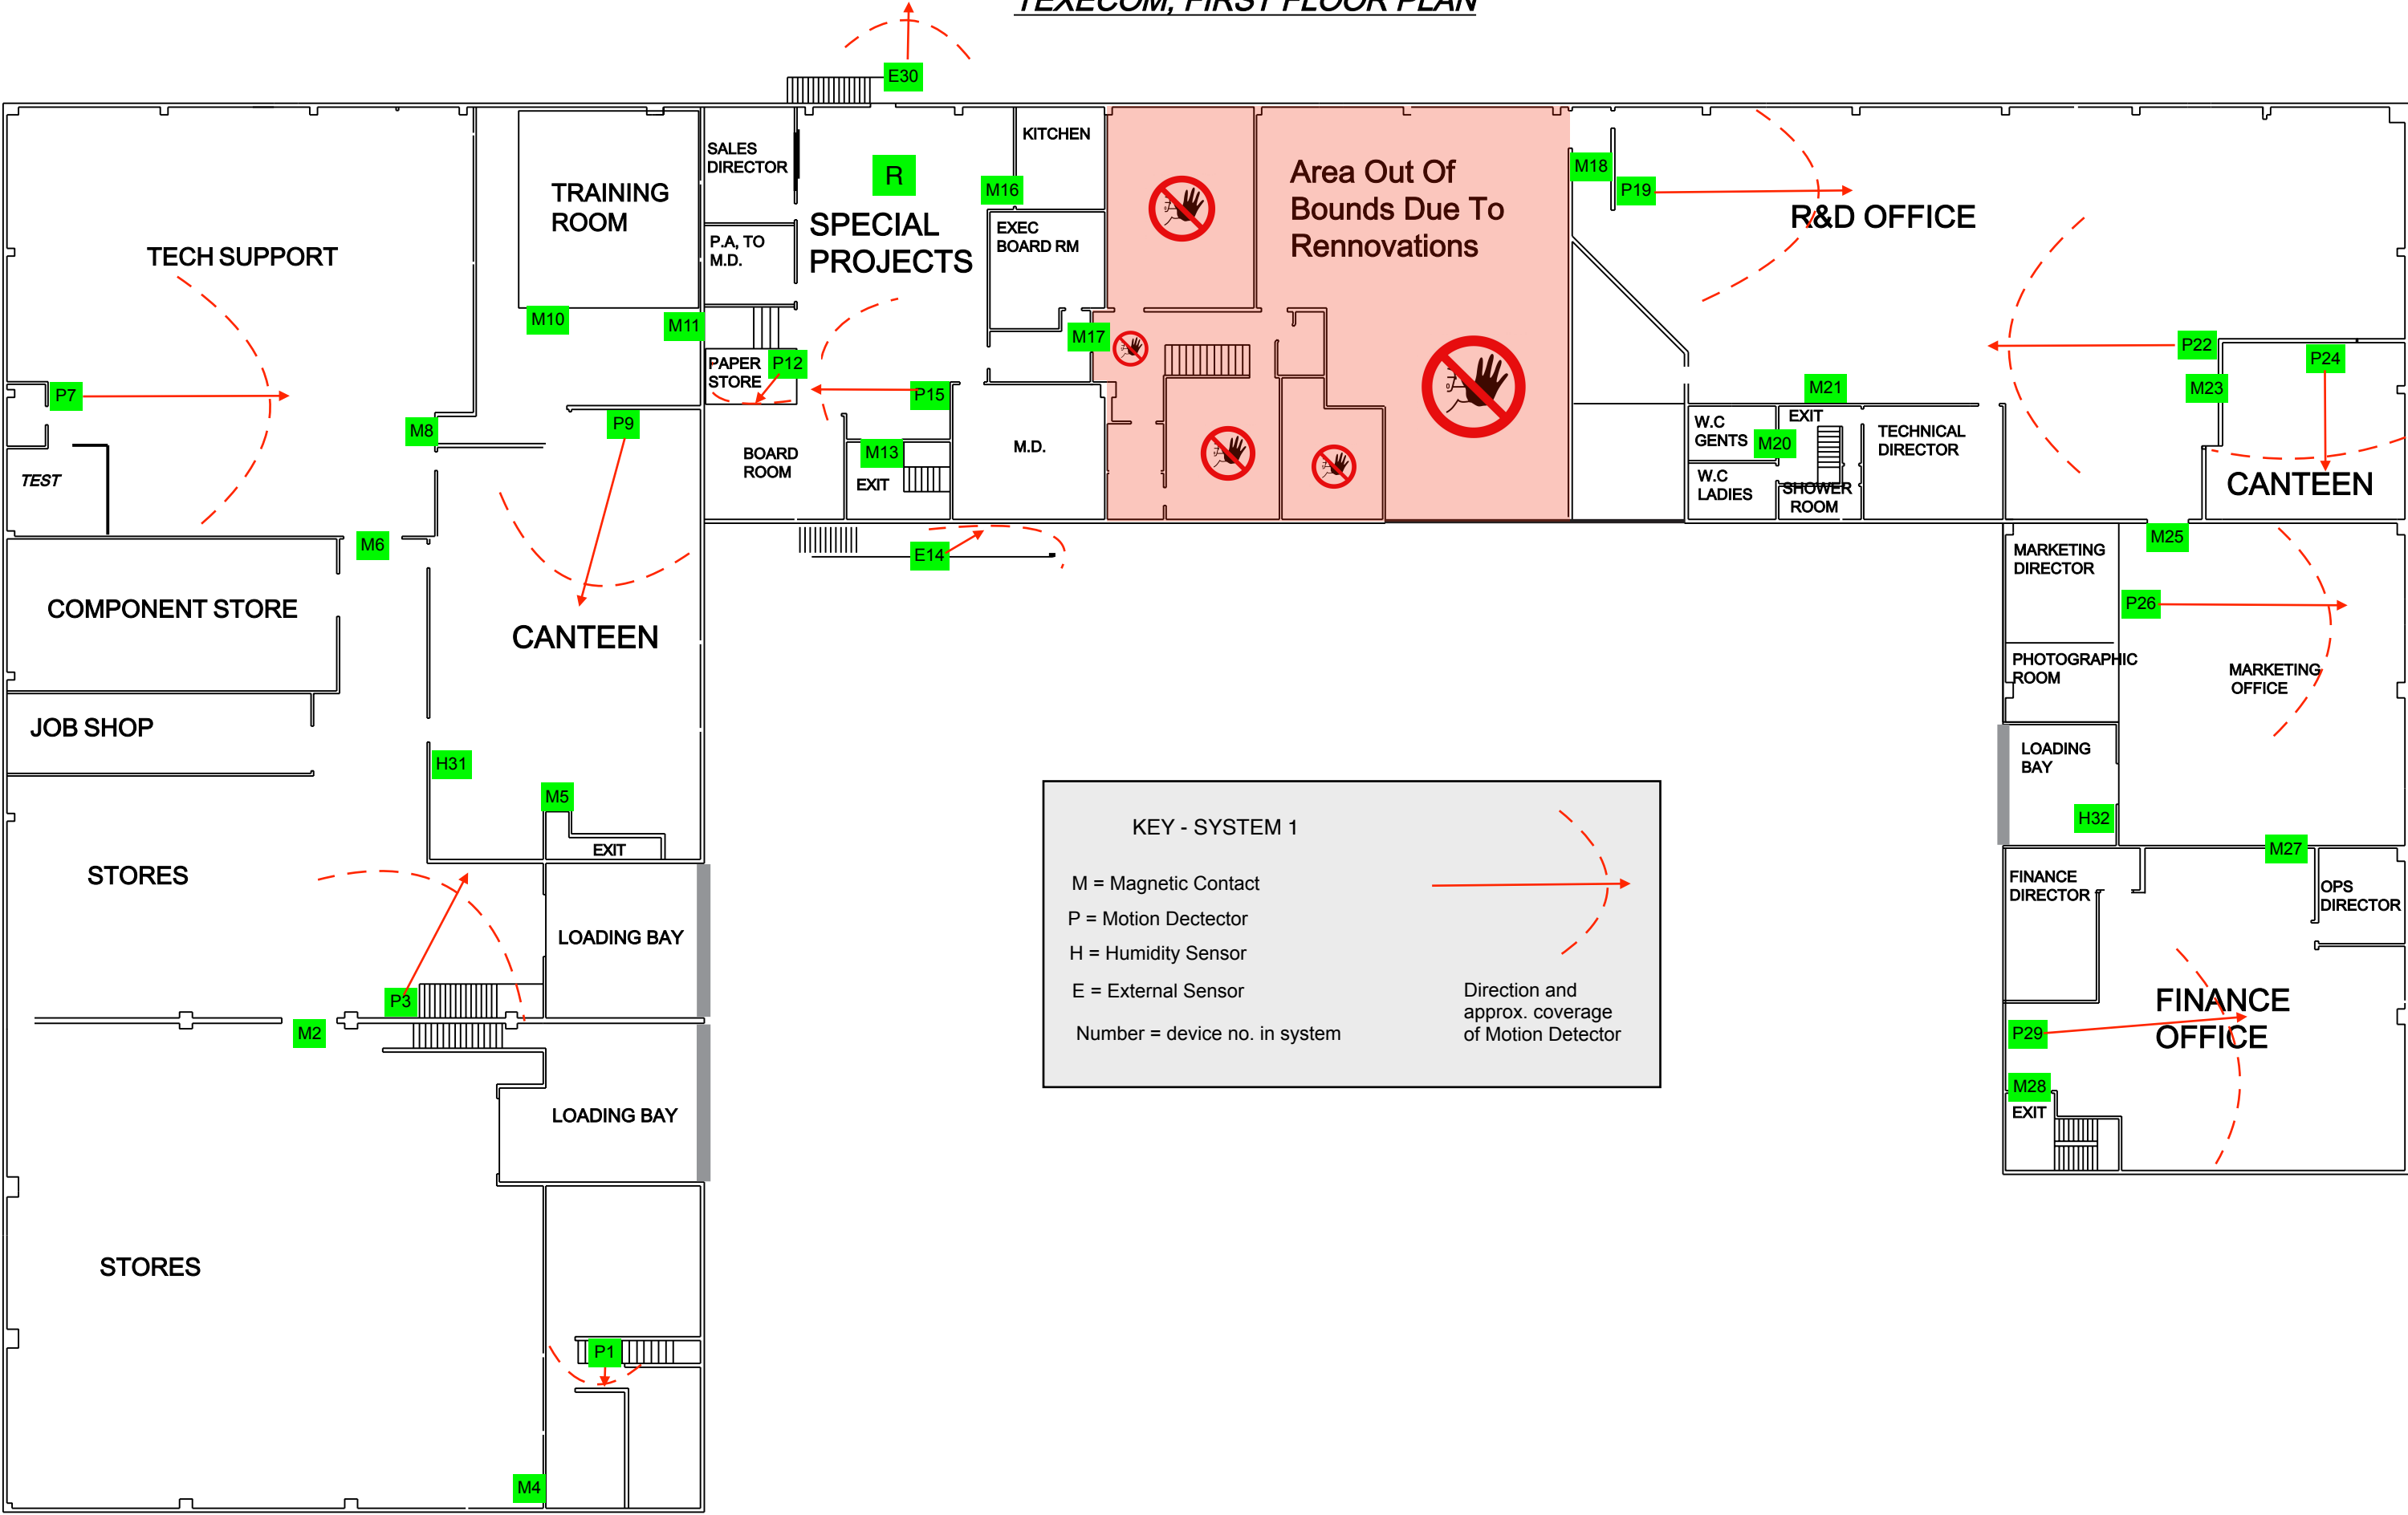 TEXECOM, FIRST FLOOR PLAN
E30
SALES
DIRECTOR
KITCHEN
TRAINING
ROOM
R
M16
Area Out Of
Bounds Due To
Rennovations
M18
P19
R&D OFFICE
TECH SUPPORT
P.A, TO
M.D.
SPECIAL
PROJECTS
EXEC
BOARD RM
M10
M11
M17
P22
P24
PAPER
STORE
P12
P7
P15
M21
M23
M8
P9
M13
M.D.
BOARD
ROOM
EXIT
W.C
GENTS
M20
EXIT
TECHNICAL
DIRECTOR
TEST
W.C
LADIES
SHOWER
ROOM
CANTEEN
M6
E14
M25
MARKETING
DIRECTOR
COMPONENT STORE
P26
CANTEEN
PHOTOGRAPHIC
ROOM
MARKETING
OFFICE
JOB SHOP
H31
M5
LOADING
BAY
H32
EXIT
M27
STORES
FINANCE
DIRECTOR
OPS
DIRECTOR
LOADING BAY
P3
M2
FINANCE
OFFICE
P29
M28
EXIT
LOADING BAY
STORES
P1
M4
KEY - SYSTEM 1
M = Magnetic Contact
P = Motion Dectector
H = Humidity Sensor
E = External Sensor
Number = device no. in system
Direction and
approx. coverage
of Motion Detector